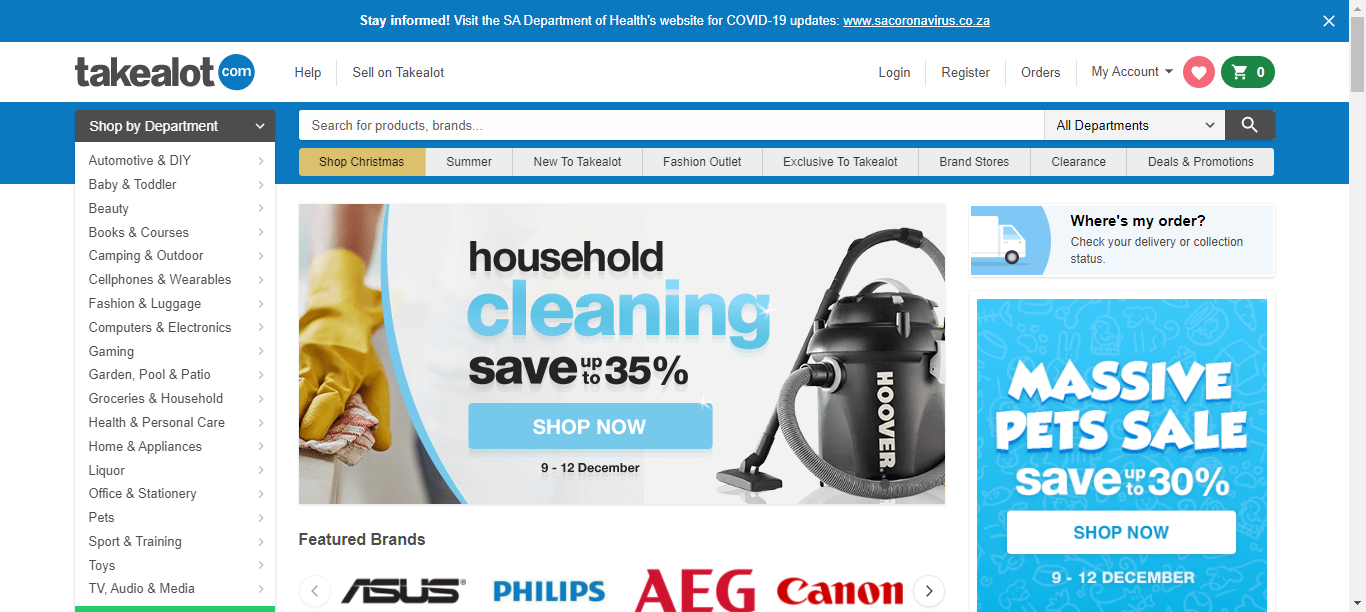 Stay informed! Visit the SA Department of Health's website for COVID-19 updates: www.sacoronavirus.co.za
takealot com
Help
Sell on Takealot
Login
Register
Orders
My Account
0
Shop by Department
Search for products, brands...
All Departments
Shop Christmas
Summer
New To Takealot
Fashion Outlet
Exclusive To Takealot
Brand Stores
Clearance
Deals & Promotions
Automotive & DIY
Baby & Toddler
Beauty
Books & Courses
Camping & Outdoor
Cellphones & Wearables
Fashion & Luggage
Computers & Electronics
Gaming
Garden, Pool & Patio
Groceries & Household
Health & Personal Care
Home & Appliances
Liquor
Office & Stationery
Pets
Sport & Training
Toys
TV, Audio & Media
household
cleaning
save up to 35%
SHOP NOW
9 - 12 December
HOOVER.
Where's my order?
Check your delivery or collection
status.
MASSIVE
PETS SALE
save up to 30%
SHOP NOW
9 - 12 DECEMBER
Featured Brands
ASUS®
PHILIPS
AEG
Canon